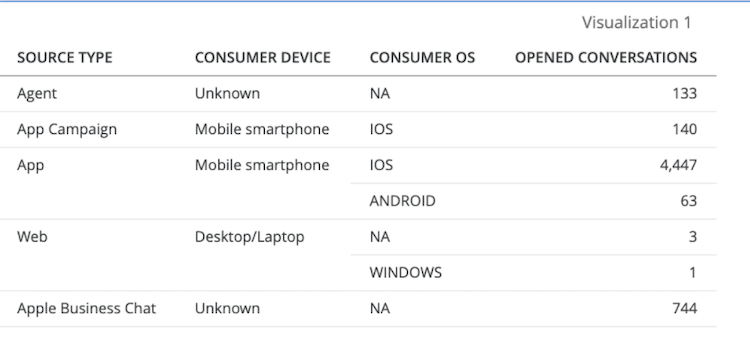 Visualization 1
SOURCE TYPE CONSUMER DEVICE CONSUMER OS OPENED CONVERSATIONS
Agent Unknown NA 133
App Campaign Mobile smartphone IOS 140
App Mobile smartphone IOS 4,447
ANDROID 63
Web Desktop/Laptop NA 3
WINDOWS 1
Apple Business Chat Unknown NA 744